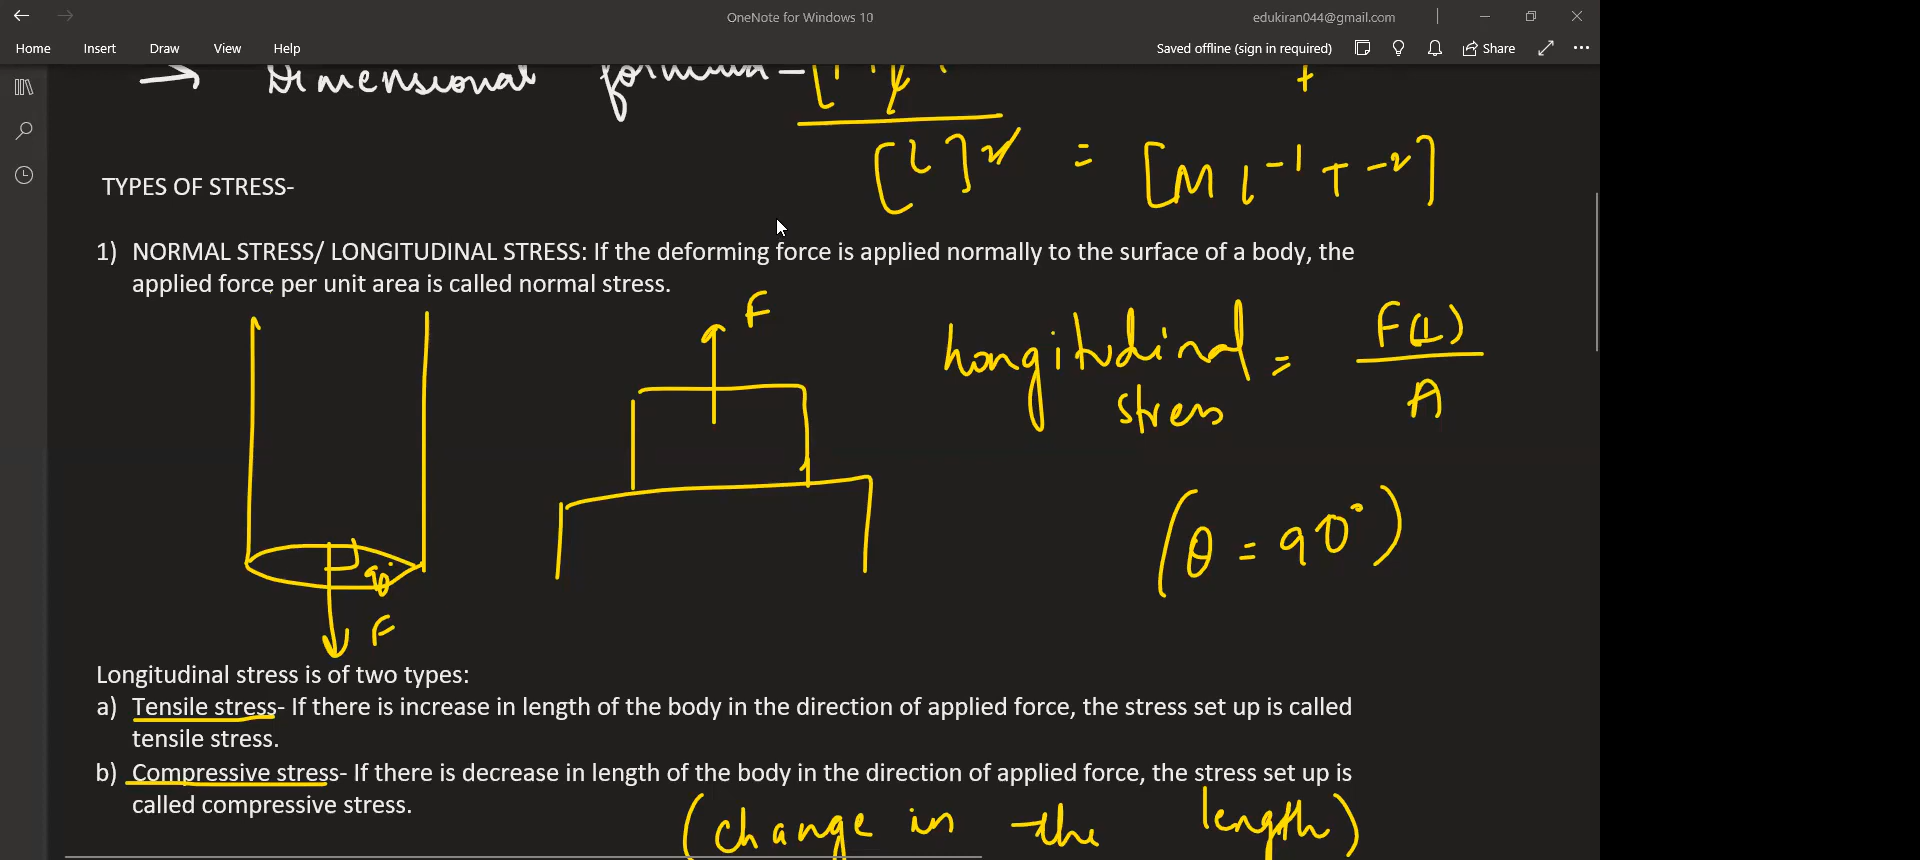 OneNote for Windows 10
edukiran044@gmail.com
Home Insert Draw View Help
Saved offline (sign in required) Share
→ Dimensional formula -
[L]² = [M L⁻¹ T⁻²]
TYPES OF STRESS-
1) NORMAL STRESS/ LONGITUDINAL STRESS: If the deforming force is applied normally to the surface of a body, the
applied force per unit area is called normal stress.
F
Longitudinal = F(⊥)
stress A
(θ = 90°)
90°
F
Longitudinal stress is of two types:
a) Tensile stress- If there is increase in length of the body in the direction of applied force, the stress set up is called
tensile stress.
b) Compressive stress- If there is decrease in length of the body in the direction of applied force, the stress set up is
called compressive stress.
(change in the length)